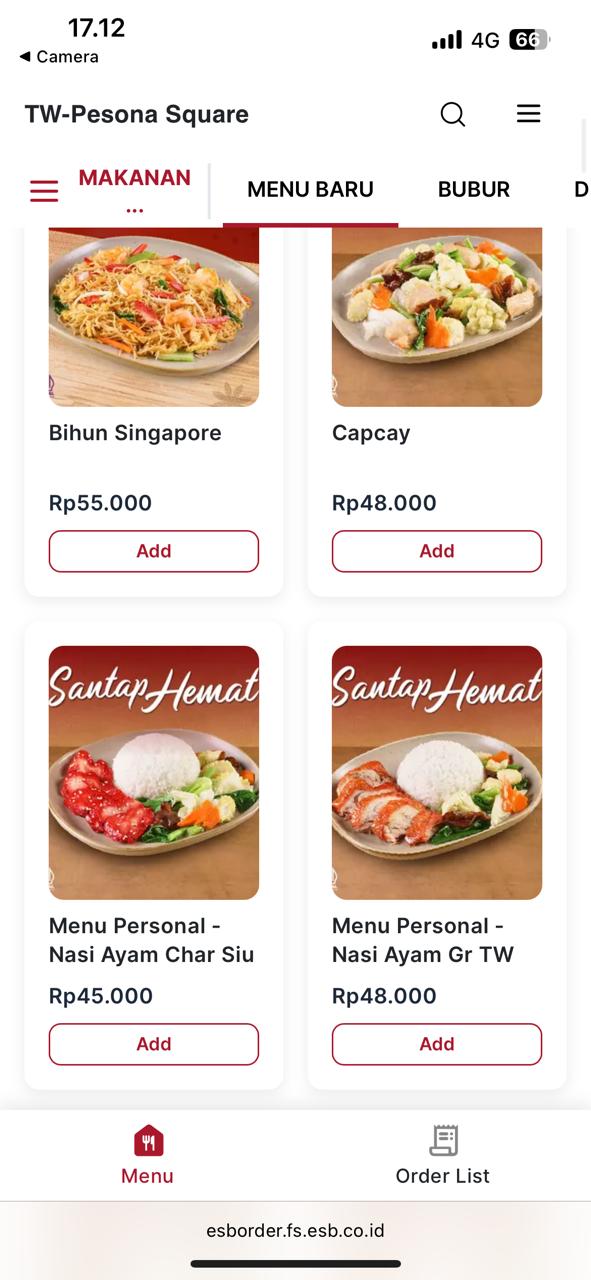 17.12
4G 66
◀ Camera
TW-Pesona Square
MAKANAN
...
MENU BARU
BUBUR
D
Bihun Singapore
Capcay
Rp55.000
Rp48.000
Add
Add
Santap Hemat
Santap Hemat
Menu Personal -
Nasi Ayam Char Siu
Menu Personal -
Nasi Ayam Gr TW
Rp45.000
Rp48.000
Add
Add
Menu
Order List
esborder.fs.esb.co.id